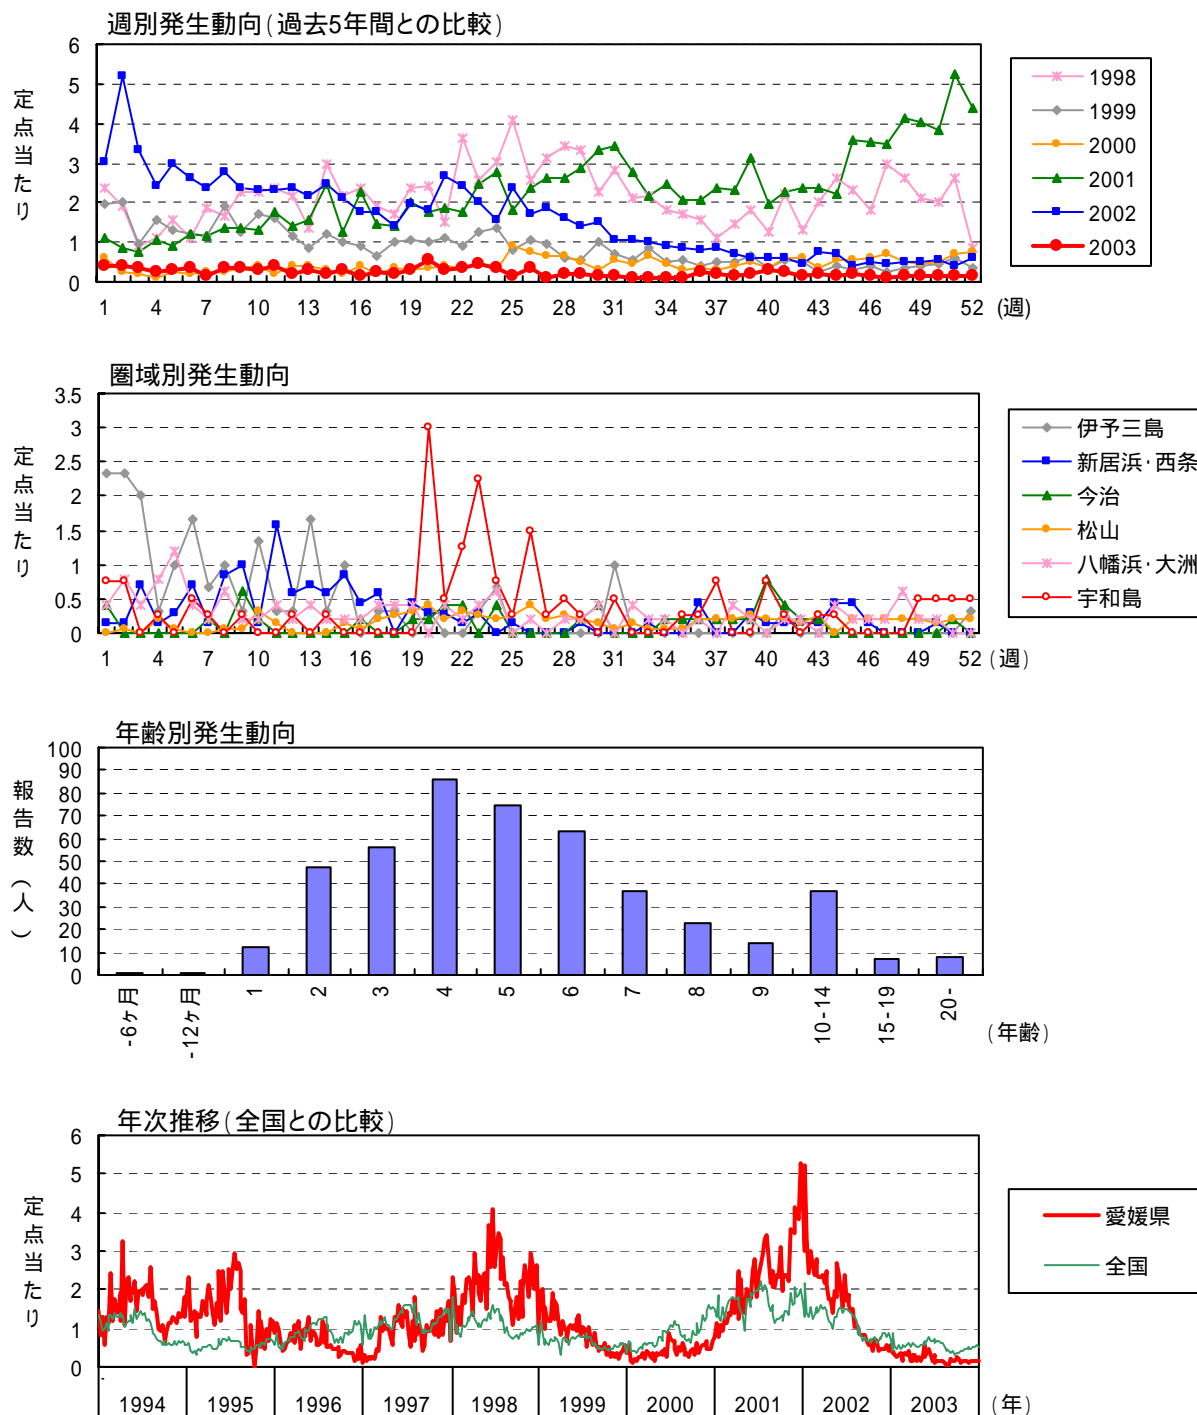 週別発生動向(過去5年間との比較)
定点当たり
6
5
4
3
2
1
0
1 4 7 10 13 16 19 22 25 28 31 34 37 40 43 46 49 52 (週)
1998
1999
2000
2001
2002
2003
圏域別発生動向
定点当たり
3.5
3
2.5
2
1.5
1
0.5
0
1 4 7 10 13 16 19 22 25 28 31 34 37 40 43 46 49 52 (週)
伊予三島
新居浜・西条
今治
松山
八幡浜・大洲
宇和島
年齢別発生動向
報告数(人)
100
90
80
70
60
50
40
30
20
10
0
-6ヶ月 -12ヶ月 1 2 3 4 5 6 7 8 9 10-14 15-19 20-
(年齢)
年次推移(全国との比較)
定点当たり
6
5
4
3
2
1
0
1994 1995 1996 1997 1998 1999 2000 2001 2002 2003 (年)
愛媛県
全国